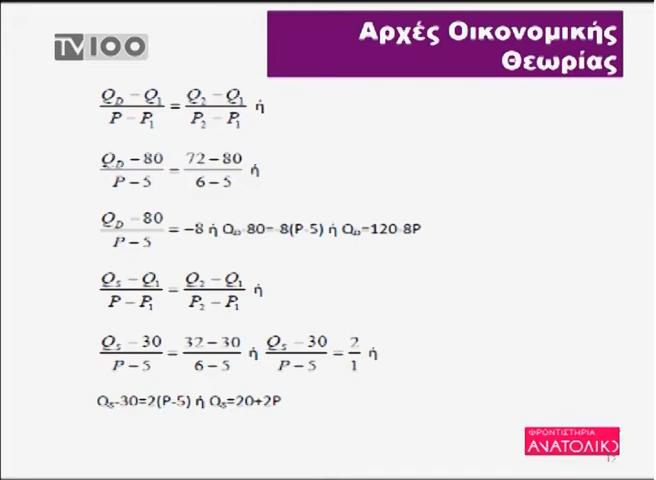 TV100
Αρχές Οικονομικής
Θεωρίας
(Q_D − Q_1)/(P − P_1) = (Q_2 − Q_1)/(P_2 − P_1) ή
(Q_D − 80)/(P − 5) = (72 − 80)/(6 − 5) ή
(Q_D − 80)/(P − 5) = −8 ή Q_D-80=-8(P-5) ή Q_D=120-8P
(Q_s − Q_1)/(P − P_1) = (Q_2 − Q_1)/(P_2 − P_1) ή
(Q_s − 30)/(P − 5) = (32 − 30)/(6 − 5) ή (Q_s − 30)/(P − 5) = 2/1 ή
Q_s-30=2(P-5) ή Q_s=20+2P
ΦΡΟΝΤΙΣΤΗΡΙΑ
ΑΝΑΤΟΛΙΚΟ